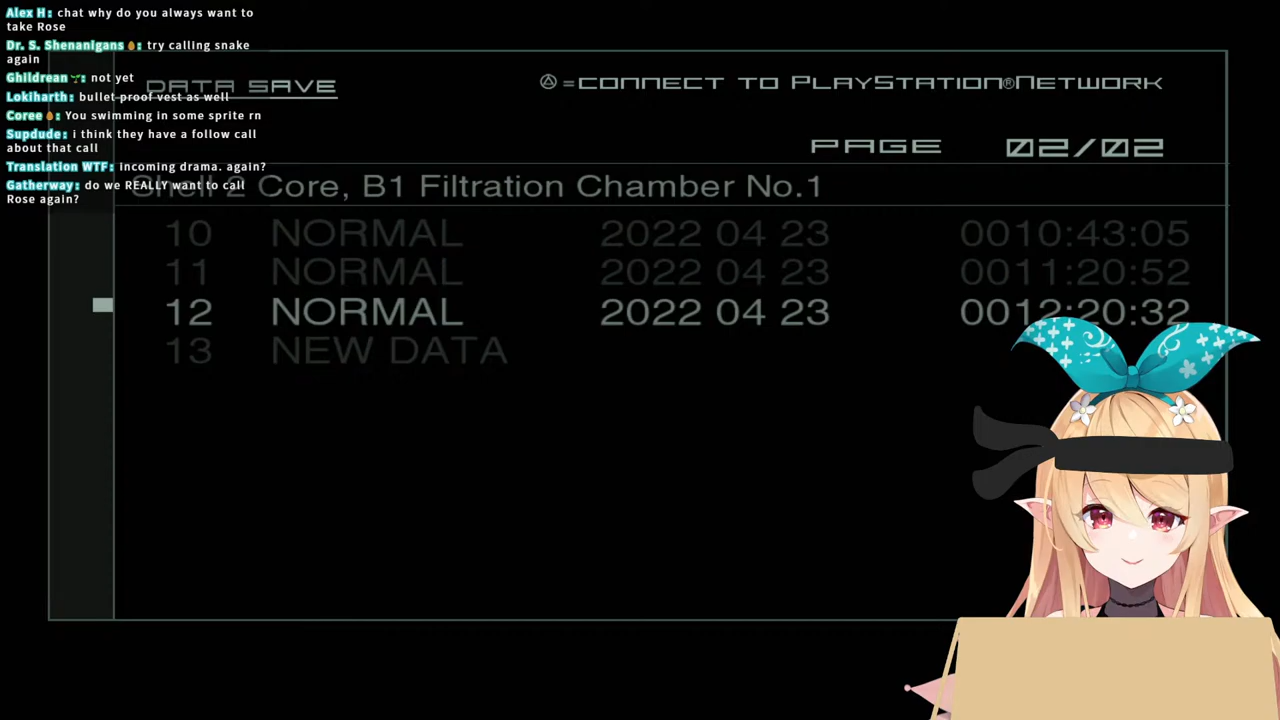 Alex H: chat why do you always want to
take Rose
Dr. S. Shenanigans: try calling snake
again
Ghildrean: not yet
Lokiharth: bullet proof vest as well
Coree: You swimming in some sprite rn
Supdude: i think they have a follow call
about that call
Translation WTF: incoming drama. again?
Gatherway: do we REALLY want to call
Rose again?
DATA SAVE
Ⓐ=CONNECT TO PLAYSTATION®NETWORK
PAGE 02/02
Shell 2 Core, B1 Filtration Chamber No.1
10 NORMAL 2022 04 23 0010:43:05
11 NORMAL 2022 04 23 0011:20:52
12 NORMAL 2022 04 23 0012:20:32
13 NEW DATA